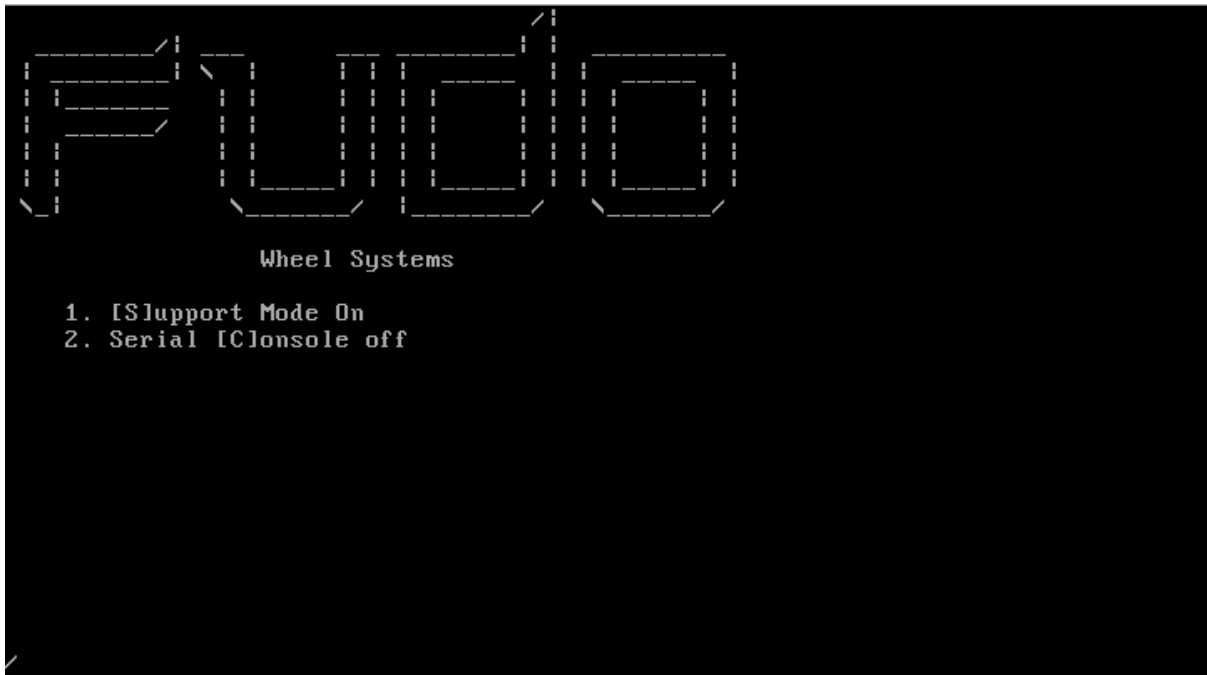 FUDO
Wheel Systems
1. [S]upport Mode On
2. Serial [C]onsole off
/